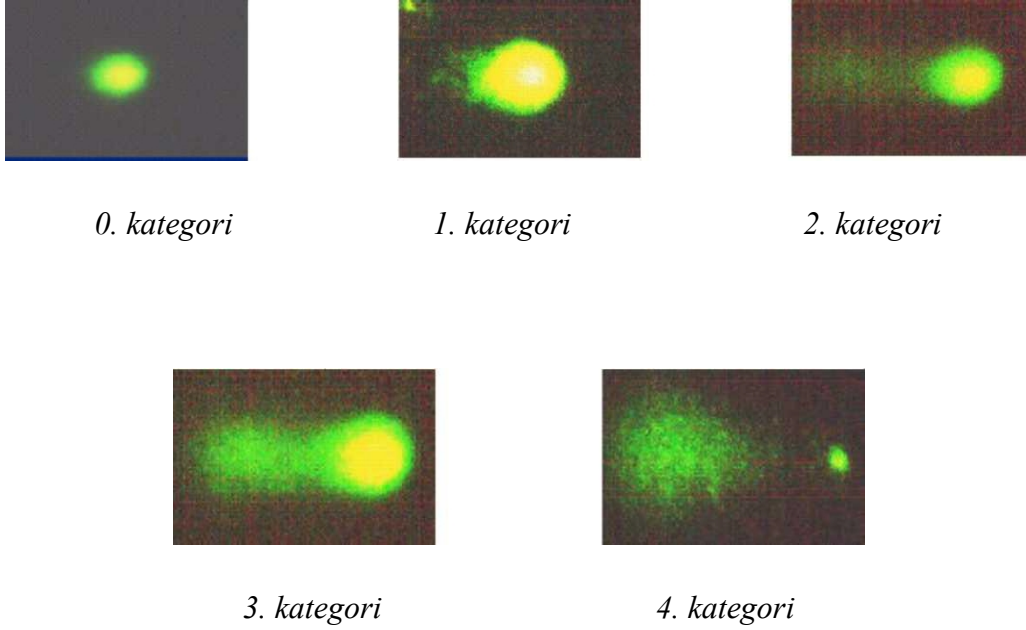 0. kategori
1. kategori
2. kategori
3. kategori
4. kategori